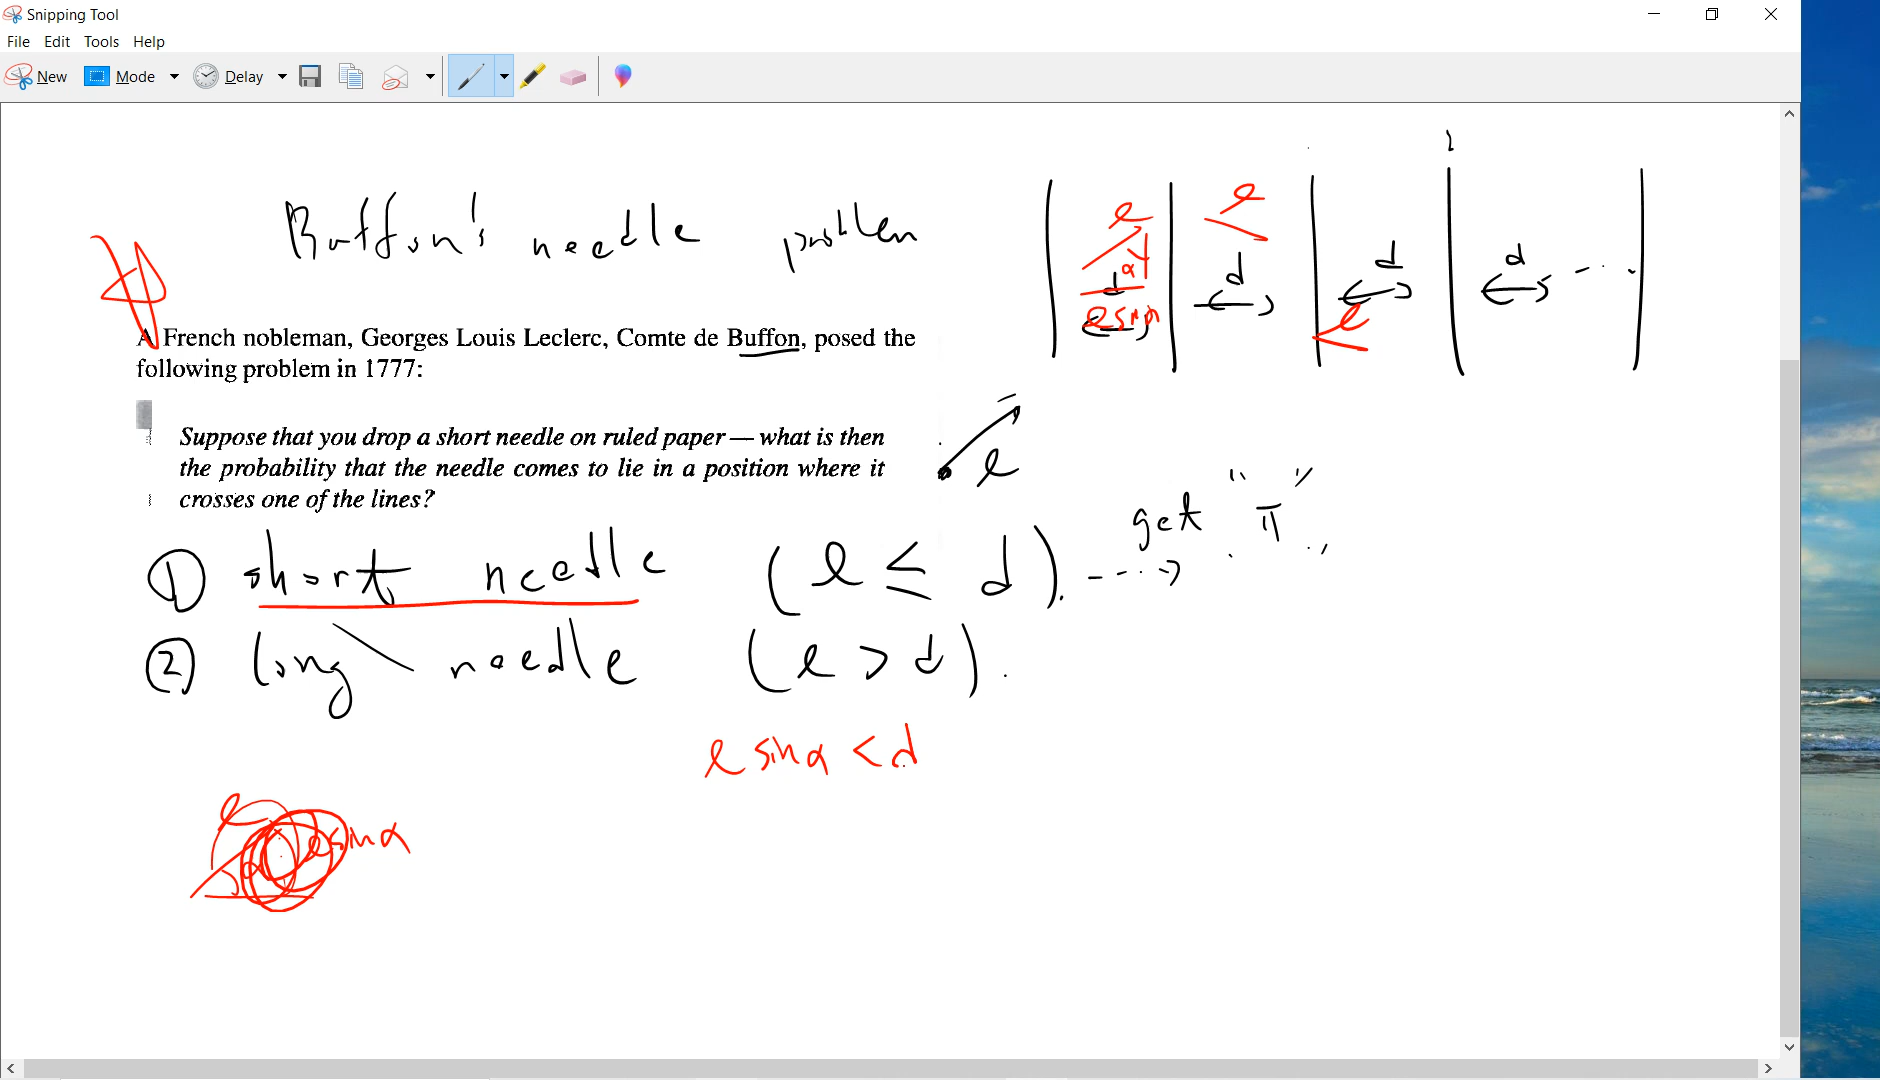 Snipping Tool
File Edit Tools Help
New Mode Delay
Buffon's needle problem
l l
d d d d
α
l sin α
l
A French nobleman, Georges Louis Leclerc, Comte de Buffon, posed the
following problem in 1777:
Suppose that you drop a short needle on ruled paper — what is then
the probability that the needle comes to lie in a position where it
crosses one of the lines?
l
get "π"
① short needle (l ≤ d).
② long needle (l > d).
l sin α < d
l
l sin α